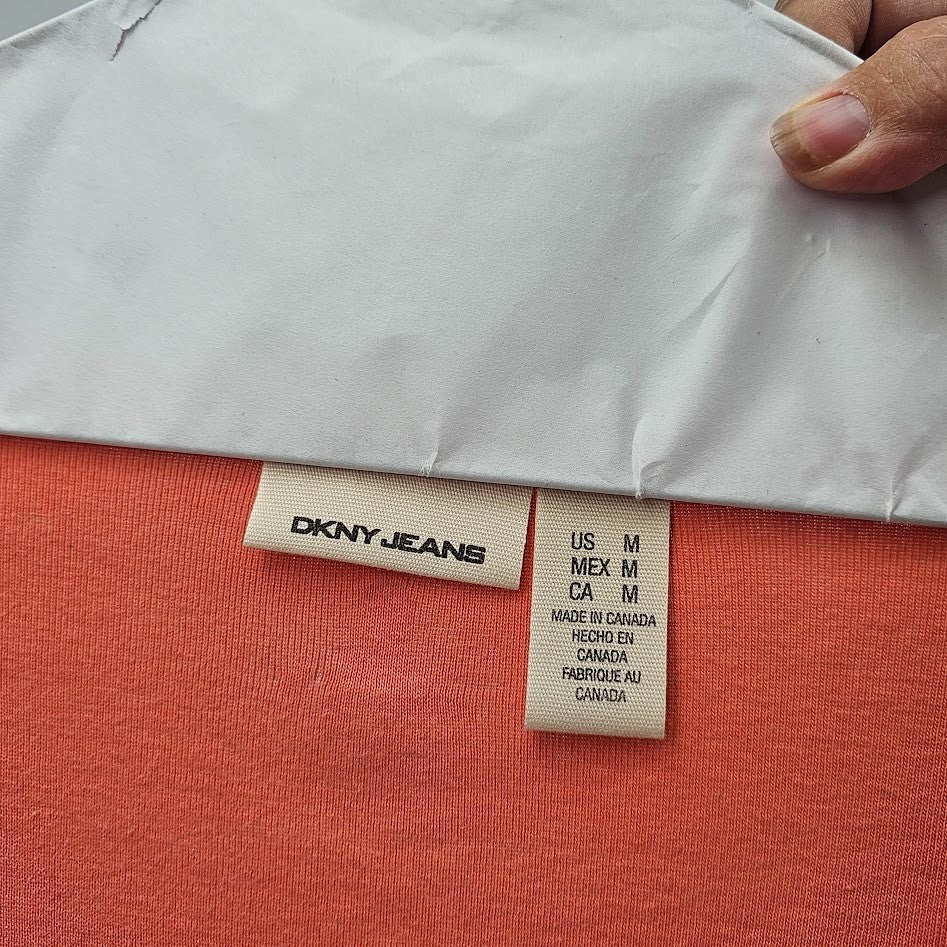 DKNY JEANS
US M
MEX M
CA M
MADE IN CANADA
HECHO EN
CANADA
FABRIQUE AU
CANADA